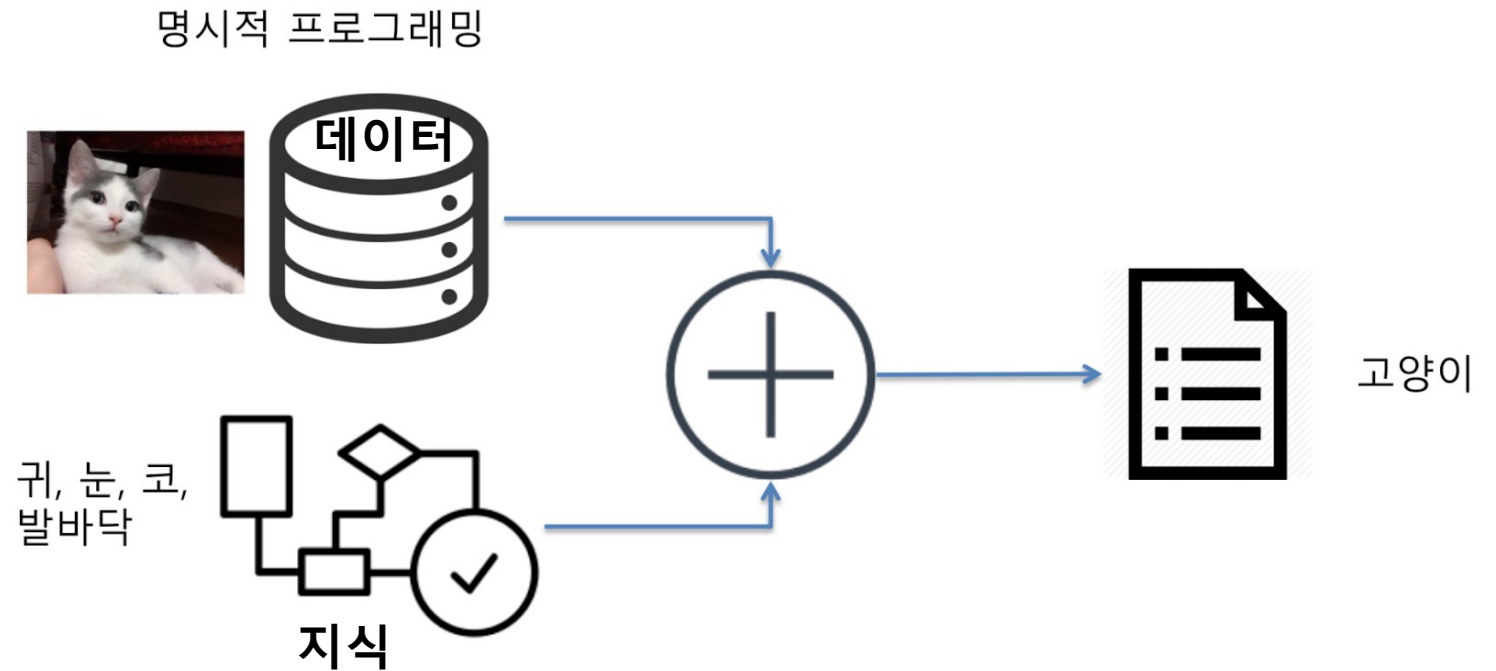 명시적 프로그래밍
데이터
귀, 눈, 코,
발바닥
지식
고양이